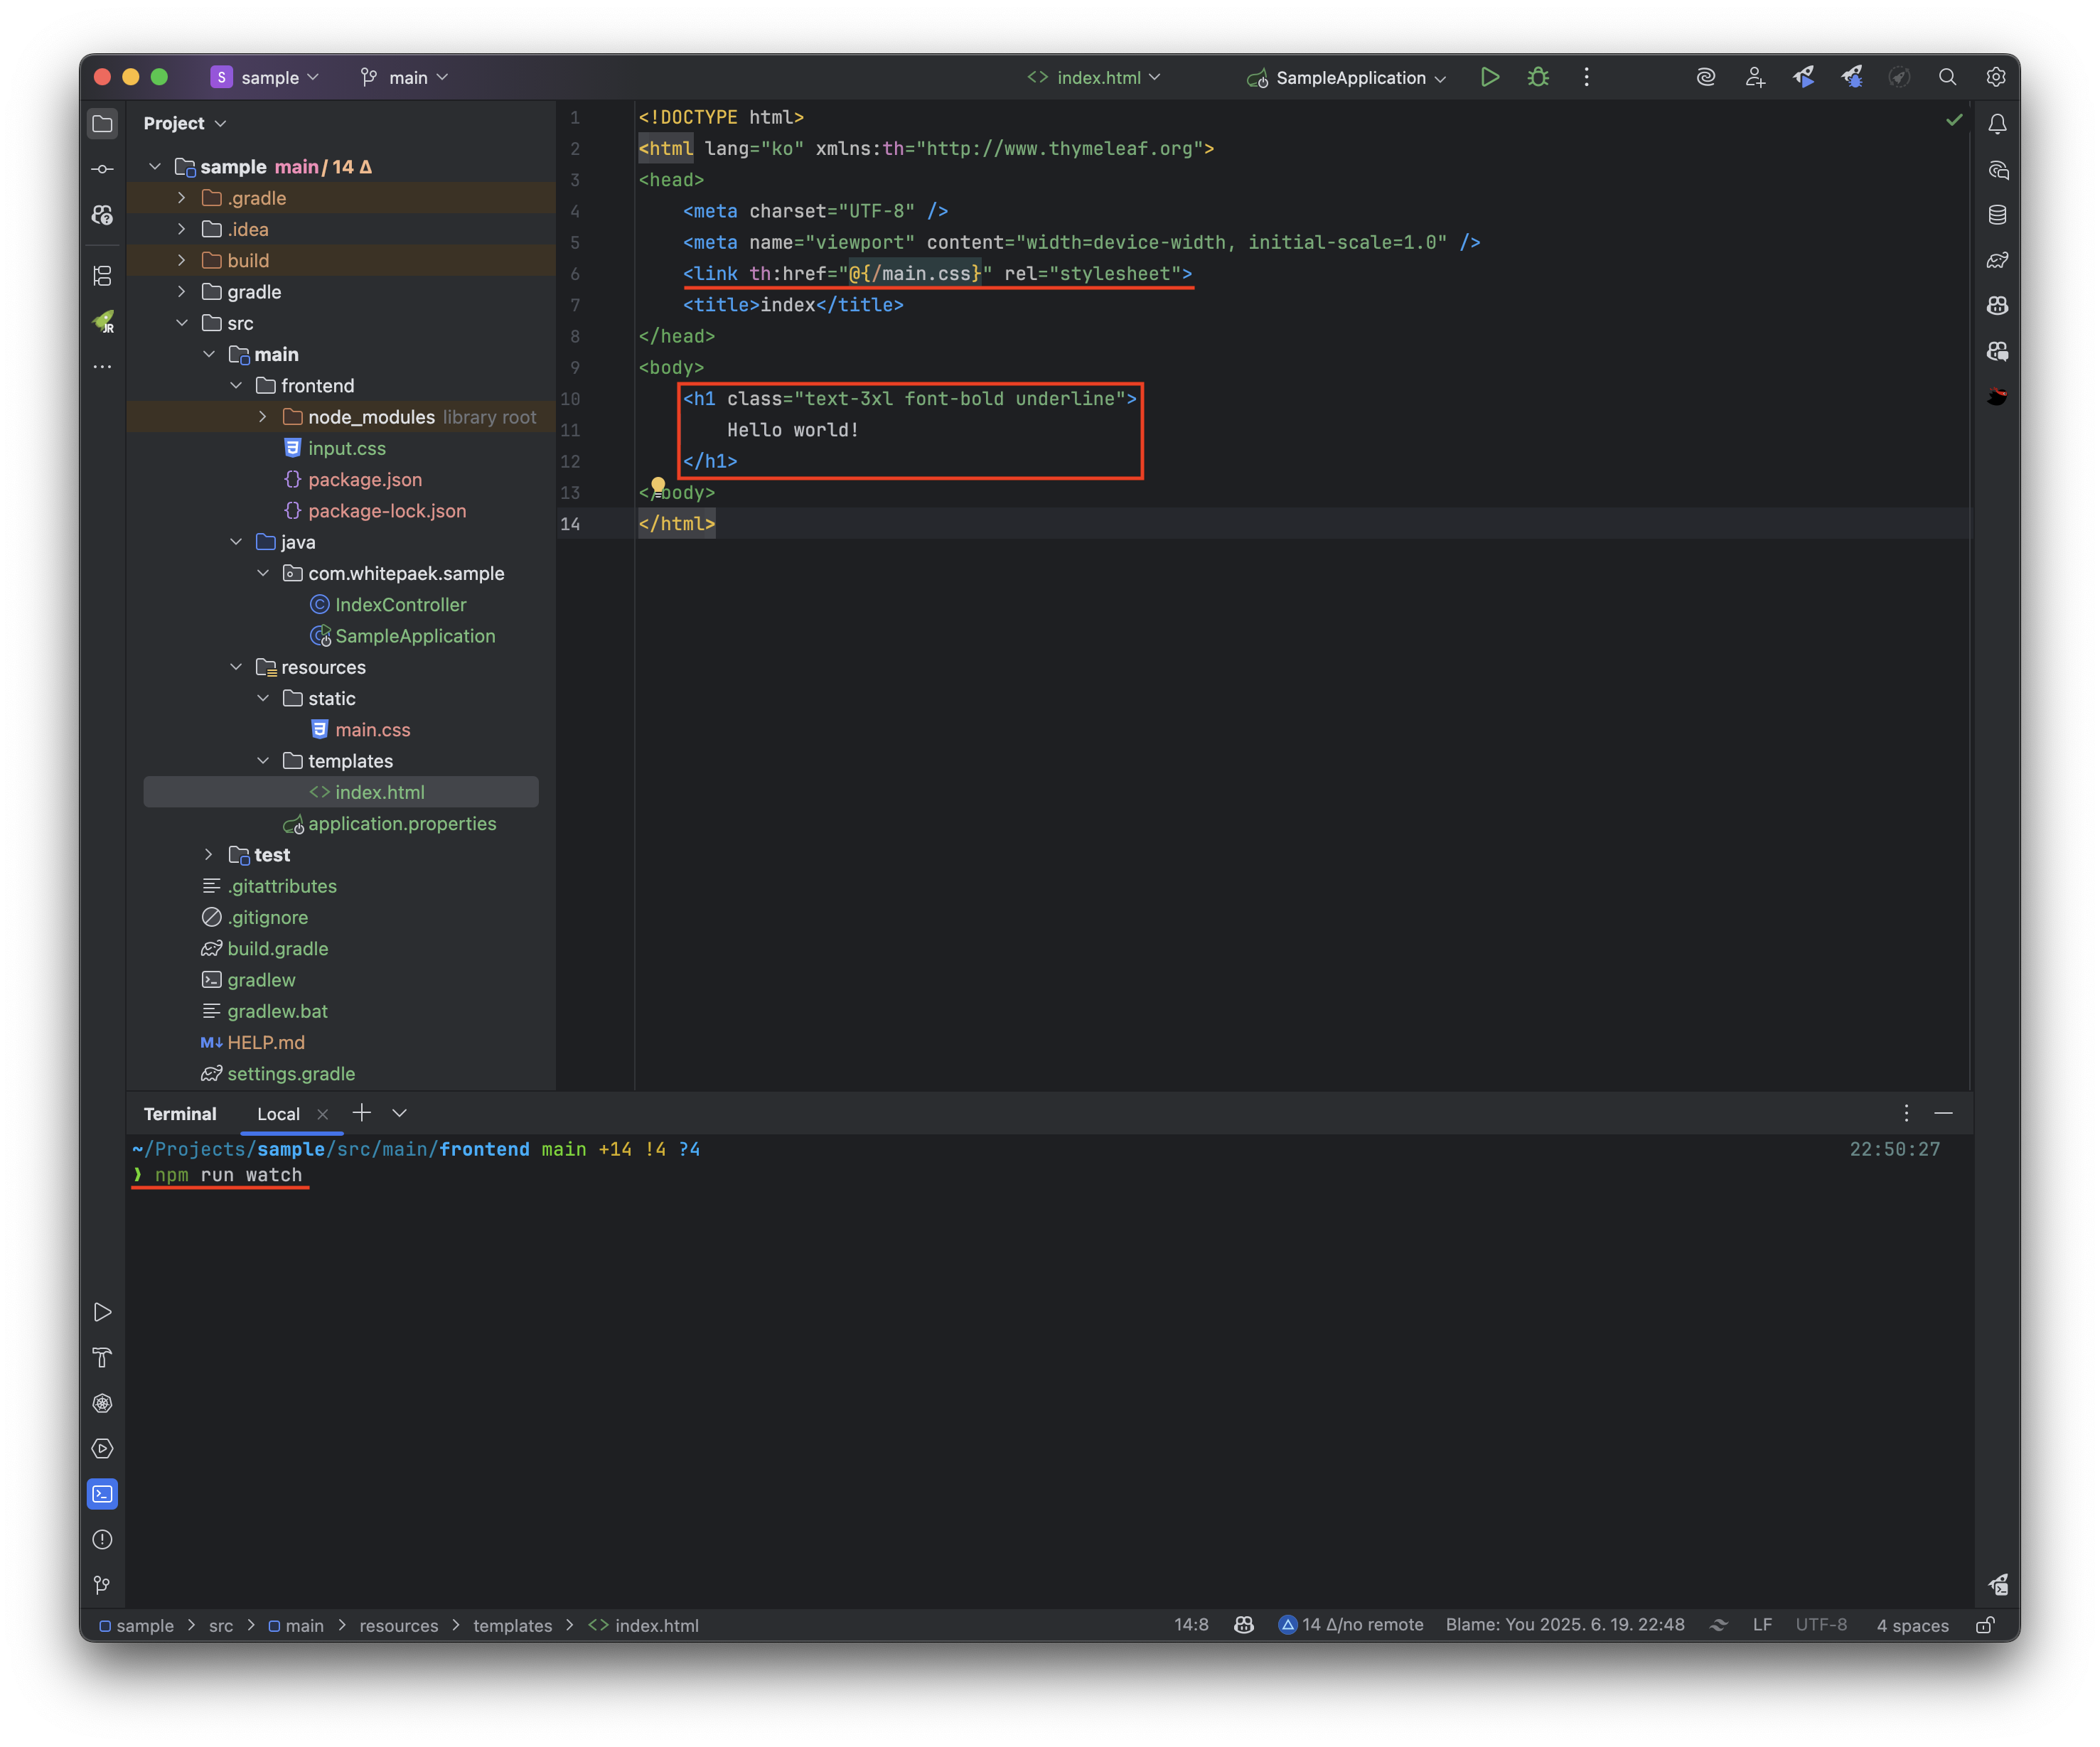 S sample main index.html SampleApplication
Project
sample main / 14 Δ
.gradle
.idea
build
gradle
src
main
frontend
node_modules library root
input.css
package.json
package-lock.json
java
com.whitepaek.sample
IndexController
SampleApplication
resources
static
main.css
templates
index.html
application.properties
test
.gitattributes
.gitignore
build.gradle
gradlew
gradlew.bat
M↓ HELP.md
settings.gradle
1 <!DOCTYPE html>
2 <html lang="ko" xmlns:th="http://www.thymeleaf.org">
3 <head>
4     <meta charset="UTF-8" />
5     <meta name="viewport" content="width=device-width, initial-scale=1.0" />
6     <link th:href="@{/main.css}" rel="stylesheet">
7     <title>index</title>
8 </head>
9 <body>
10     <h1 class="text-3xl font-bold underline">
11         Hello world!
12     </h1>
13 </body>
14 </html>
Terminal Local
~/Projects/sample/src/main/frontend main +14 !4 ?4 22:50:27
❯ npm run watch
sample > src > main > resources > templates > index.html 14:8 14 Δ/no remote Blame: You 2025. 6. 19. 22:48 LF UTF-8 4 spaces